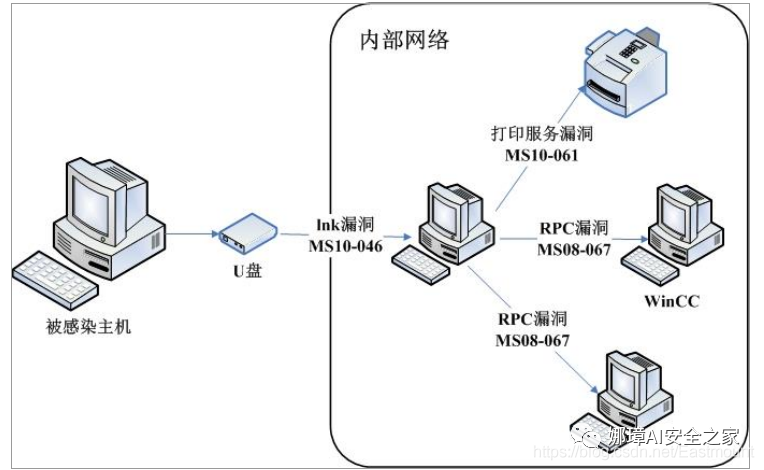 内部网络
打印服务漏洞
MS10-061
lnk漏洞
MS10-046
RPC漏洞
MS08-067
U盘
WinCC
被感染主机
RPC漏洞
MS08-067
娜璋AI安全之家
https://blog.csdn.net/Eastmount